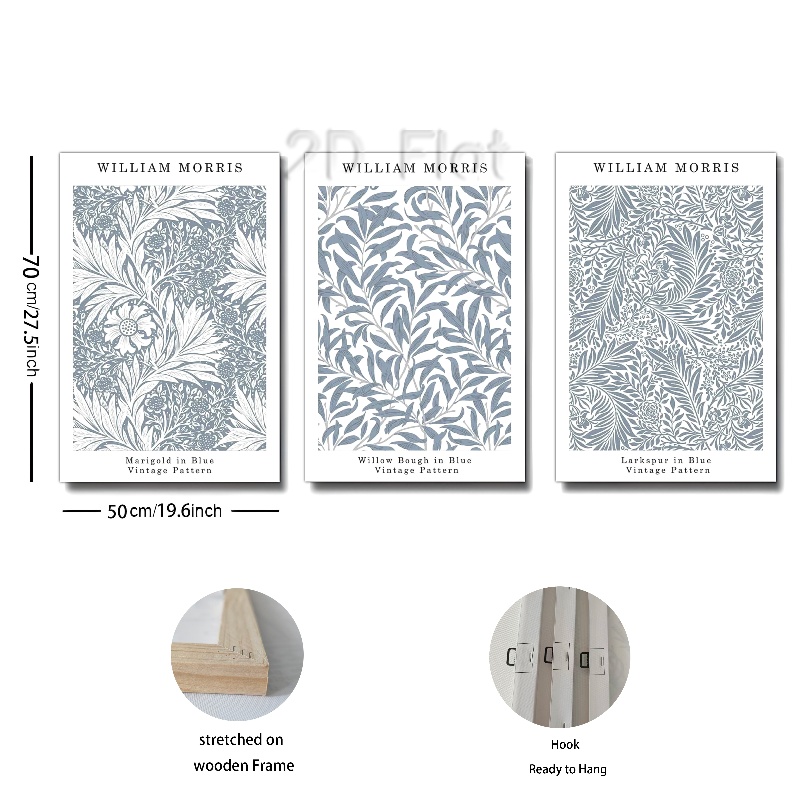 2D Flat
WILLIAM MORRIS
WILLIAM MORRIS
WILLIAM MORRIS
70 cm/27.5inch
Marigold in Blue
Vintage Pattern
Willow Bough in Blue
Vintage Pattern
Larkspur in Blue
Vintage Pattern
50cm/19.6inch
stretched on
wooden Frame
Hook
Ready to Hang